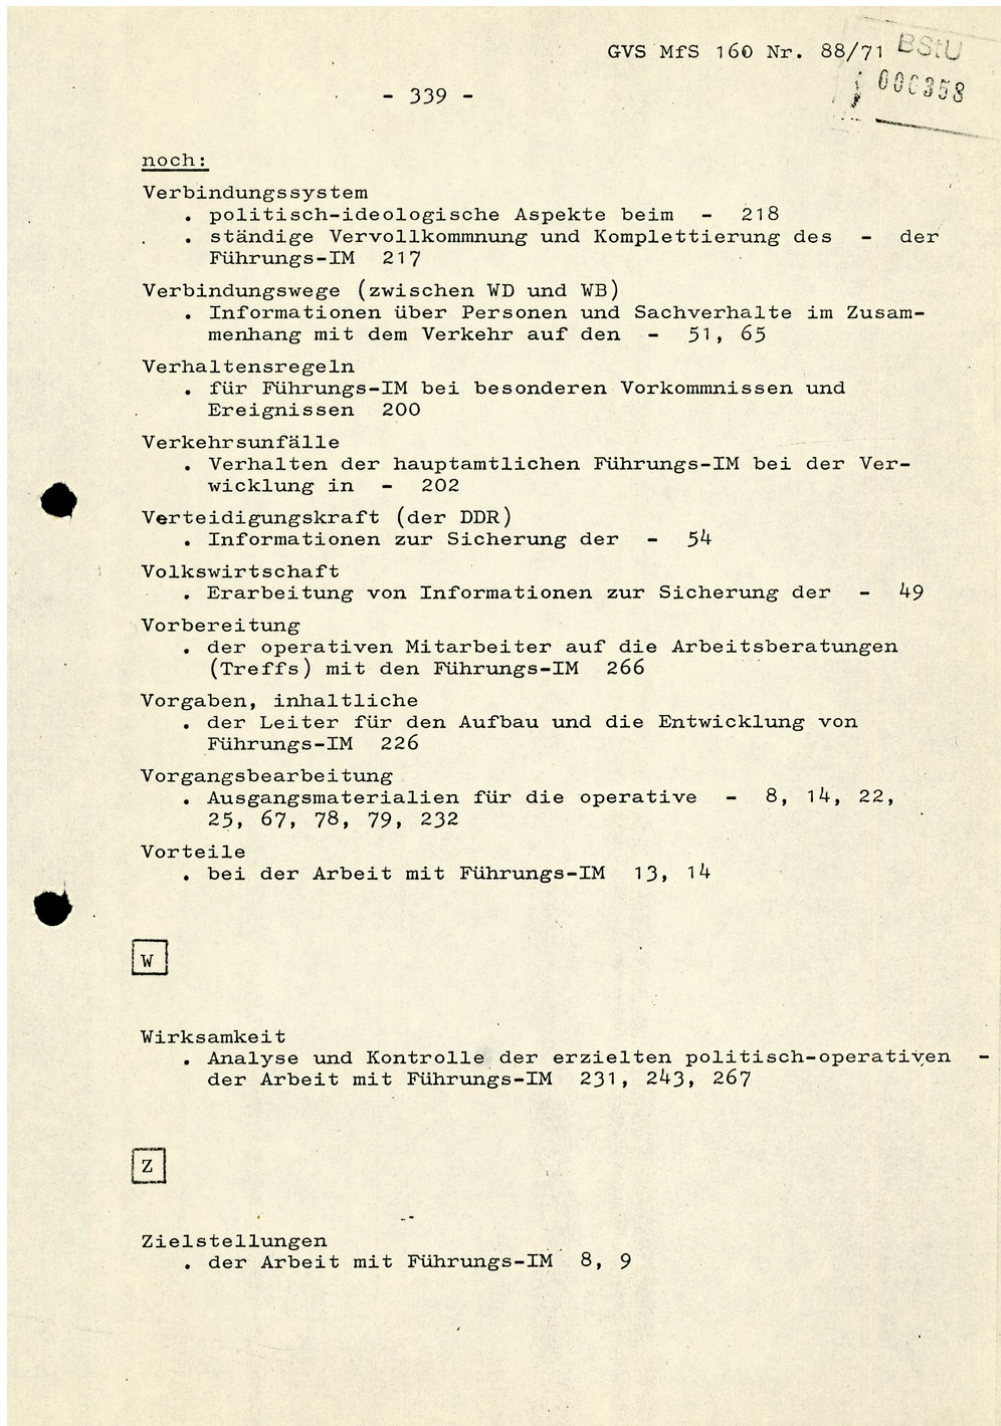 GVS MfS 160 Nr. 88/71
BStU
000358
- 339 -
noch:
Verbindungssystem
. politisch-ideologische Aspekte beim - 218
. ständige Vervollkommnung und Komplettierung des - der
Führungs-IM 217
Verbindungswege (zwischen WD und WB)
. Informationen über Personen und Sachverhalte im Zusam-
menhang mit dem Verkehr auf den - 51, 65
Verhaltensregeln
. für Führungs-IM bei besonderen Vorkommnissen und
Ereignissen 200
Verkehrsunfälle
. Verhalten der hauptamtlichen Führungs-IM bei der Ver-
wicklung in - 202
Verteidigungskraft (der DDR)
. Informationen zur Sicherung der - 54
Volkswirtschaft
. Erarbeitung von Informationen zur Sicherung der - 49
Vorbereitung
. der operativen Mitarbeiter auf die Arbeitsberatungen
(Treffs) mit den Führungs-IM 266
Vorgaben, inhaltliche
. der Leiter für den Aufbau und die Entwicklung von
Führungs-IM 226
Vorgangsbearbeitung
. Ausgangsmaterialien für die operative - 8, 14, 22,
25, 67, 78, 79, 232
Vorteile
. bei der Arbeit mit Führungs-IM 13, 14
W
Wirksamkeit
. Analyse und Kontrolle der erzielten politisch-operativen -
der Arbeit mit Führungs-IM 231, 243, 267
Z
Zielstellungen
. der Arbeit mit Führungs-IM 8, 9